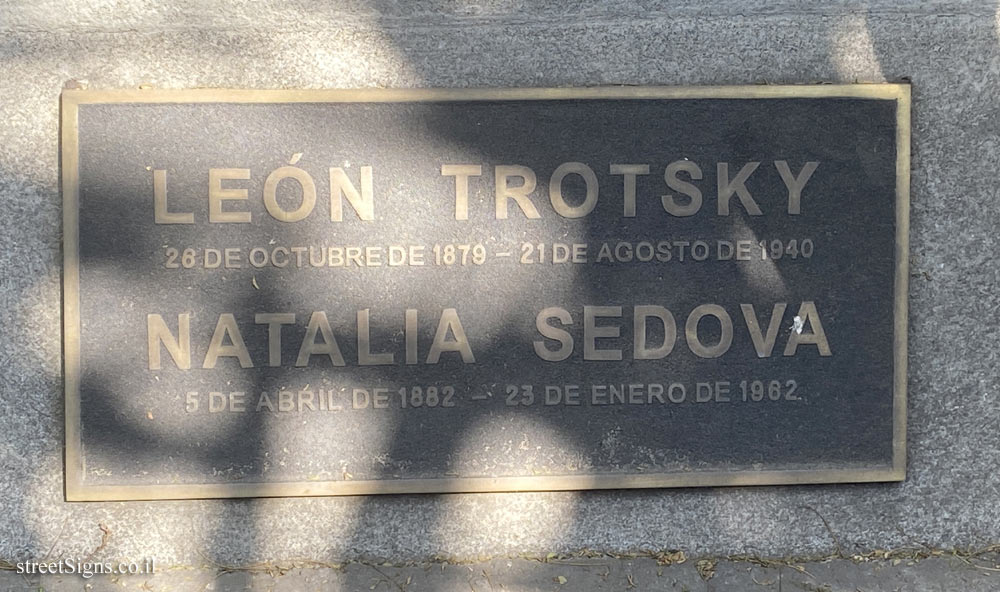 LEÓN TROTSKY
26 DE OCTUBRE DE 1879 - 21 DE AGOSTO DE 1940
NATALIA SEDOVA
5 DE ABRIL DE 1882 - 23 DE ENERO DE 1962
streetSigns.co.il